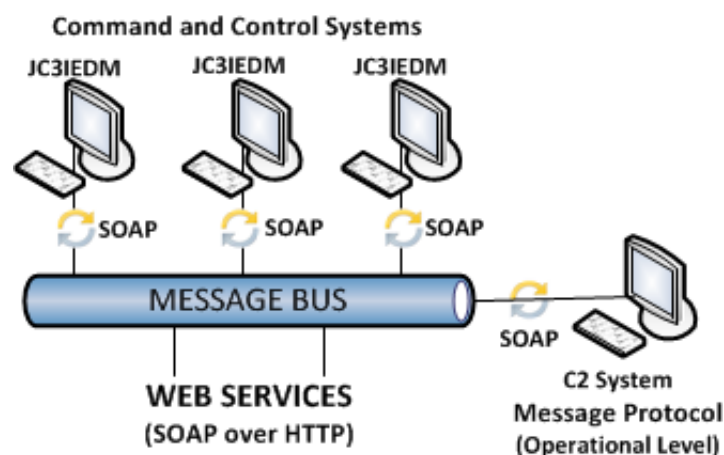 Command and Control Systems
JC3IEDM
JC3IEDM
JC3IEDM
SOAP
SOAP
SOAP
MESSAGE BUS
SOAP
WEB SERVICES
(SOAP over HTTP)
C2 System
Message Protocol
(Operational Level)